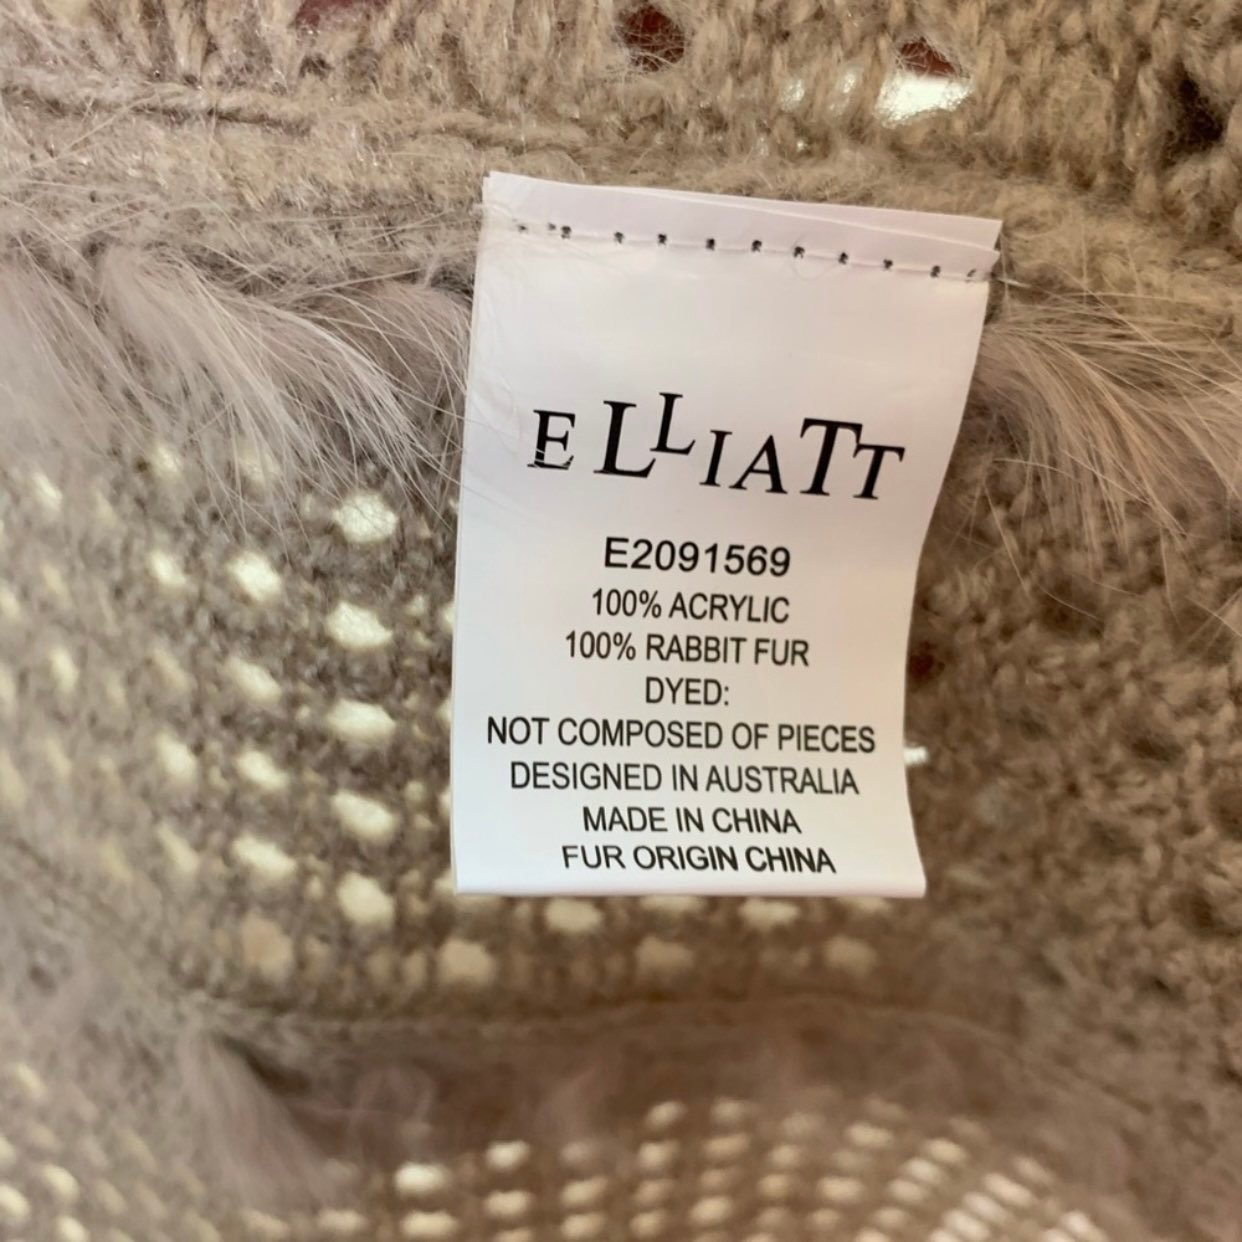 ELLIATT
E2091569
100% ACRYLIC
100% RABBIT FUR
DYED:
NOT COMPOSED OF PIECES
DESIGNED IN AUSTRALIA
MADE IN CHINA
FUR ORIGIN CHINA